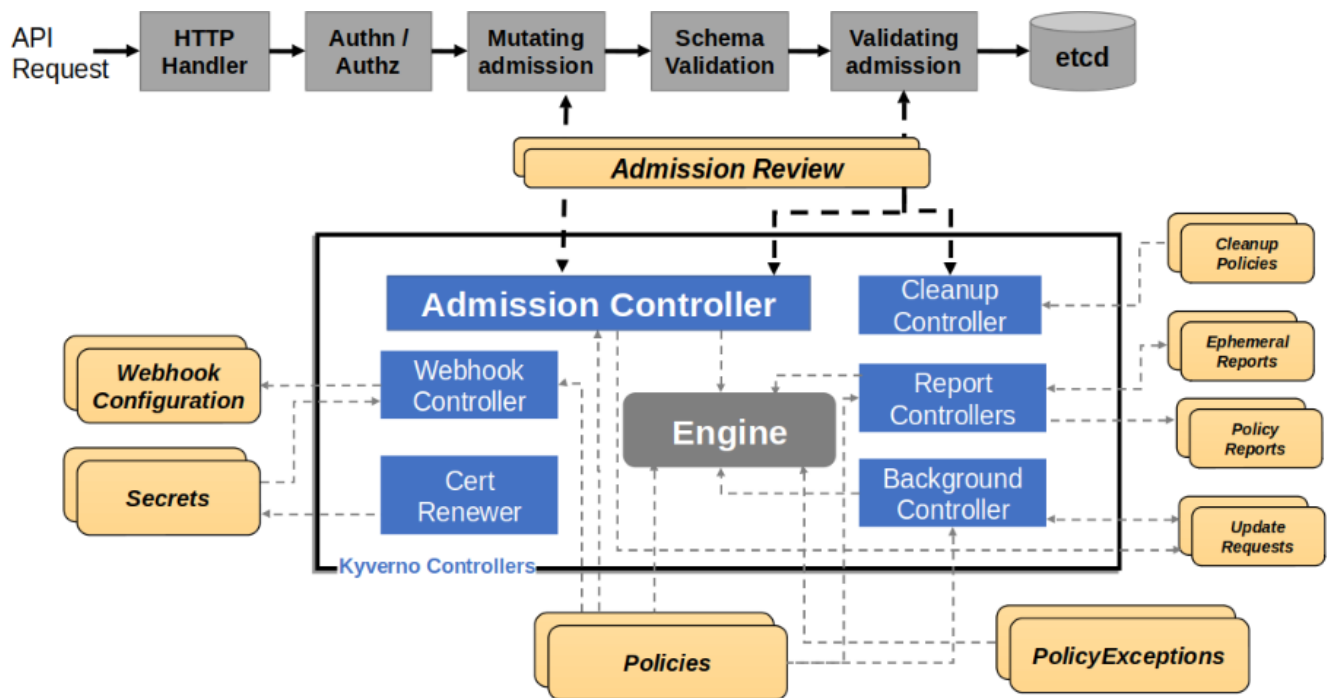 API
Request
HTTP
Handler
Authn /
Authz
Mutating
admission
Schema
Validation
Validating
admission
etcd
Admission Review
Admission Controller
Cleanup
Controller
Cleanup
Policies
Webhook
Configuration
Webhook
Controller
Engine
Report
Controllers
Ephemeral
Reports
Policy
Reports
Secrets
Cert
Renewer
Background
Controller
Update
Requests
Kyverno Controllers
Policies
PolicyExceptions